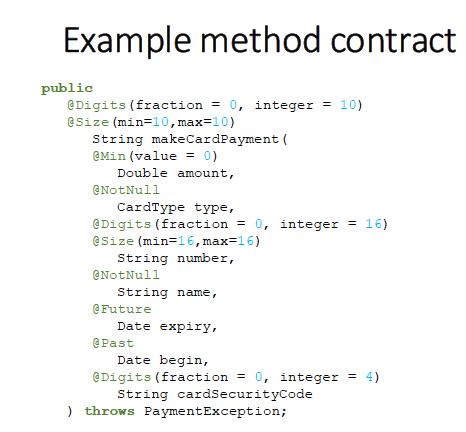 Example method contract
public
@Digits(fraction = 0, integer = 10)
@Size(min=10,max=10)
String makeCardPayment(
@Min(value = 0)
Double amount,
@NotNull
CardType type,
@Digits(fraction = 0, integer = 16)
@Size(min=16,max=16)
String number,
@NotNull
String name,
@Future
Date expiry,
@Past
Date begin,
@Digits(fraction = 0, integer = 4)
String cardSecurityCode
) throws PaymentException;